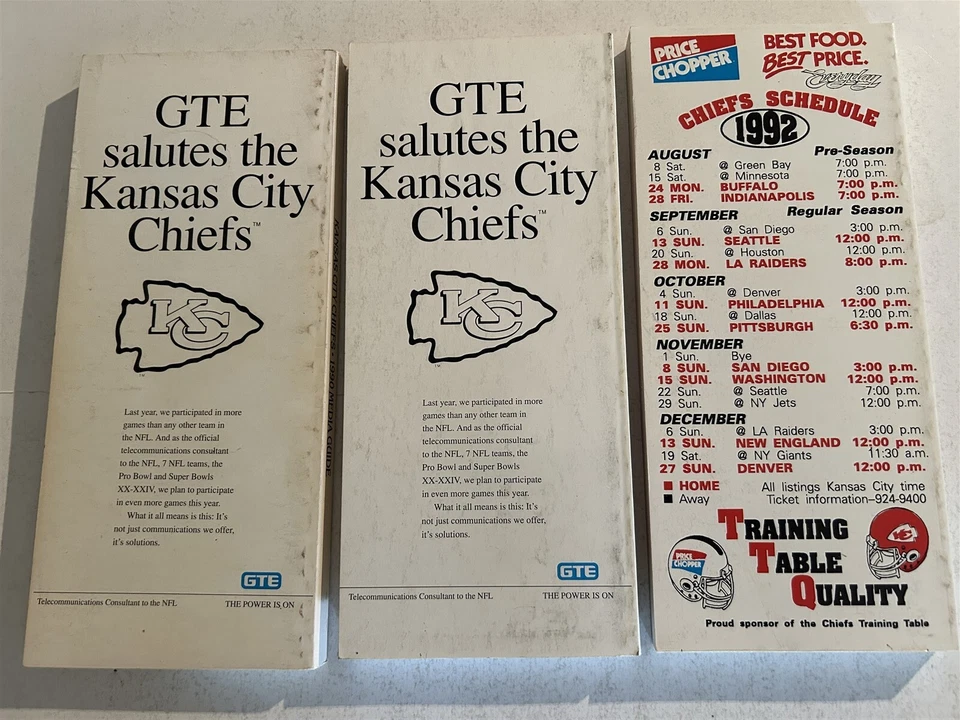 GTE
salutes the
Kansas City
Chiefs™
KC
Last year, we participated in more
games than any other team in
the NFL. And as the official
telecommunications consultant
to the NFL, 7 NFL teams, the
Pro Bowl and Super Bowls
XX-XXIV, we plan to participate
in even more games this year.
What it all means is this: It's
not just communications we offer,
it's solutions.
GTE
Telecommunications Consultant to the NFL THE POWER IS ON
KANSAS CITY CHIEFS • 1990 MEDIA GUIDE
GTE
salutes the
Kansas City
Chiefs™
KC
Last year, we participated in more
games than any other team in
the NFL. And as the official
telecommunications consultant
to the NFL, 7 NFL teams, the
Pro Bowl and Super Bowls
XX-XXIV, we plan to participate
in even more games this year.
What it all means is this: It's
not just communications we offer,
it's solutions.
GTE
Telecommunications Consultant to the NFL THE POWER IS ON
PRICE
CHOPPER
BEST FOOD.
BEST PRICE.
Everyday
CHIEFS SCHEDULE
1992
AUGUST Pre-Season
8 Sat. @ Green Bay 7:00 p.m.
15 Sat. @ Minnesota 7:00 p.m.
24 MON. BUFFALO 7:00 p.m.
28 FRI. INDIANAPOLIS 7:00 p.m.
SEPTEMBER Regular Season
6 Sun. @ San Diego 3:00 p.m.
13 SUN. SEATTLE 12:00 p.m.
20 Sun. @ Houston 12:00 p.m.
28 MON. LA RAIDERS 8:00 p.m.
OCTOBER
4 Sun. @ Denver 3:00 p.m.
11 SUN. PHILADELPHIA 12:00 p.m.
18 Sun. @ Dallas 12:00 p.m.
25 SUN. PITTSBURGH 6:30 p.m.
NOVEMBER
1 Sun. Bye
8 SUN. SAN DIEGO 3:00 p.m.
15 SUN. WASHINGTON 12:00 p.m.
22 Sun. @ Seattle 7:00 p.m.
29 Sun. @ NY Jets 12:00 p.m.
DECEMBER
6 Sun. @ LA Raiders 3:00 p.m.
13 SUN. NEW ENGLAND 12:00 p.m.
19 Sat. @ NY Giants 11:30 a.m.
27 SUN. DENVER 12:00 p.m.
HOME All listings Kansas City time
Away Ticket information–924-9400
TRAINING
TABLE
QUALITY
PRICE
CHOPPER
KC
Proud sponsor of the Chiefs Training Table